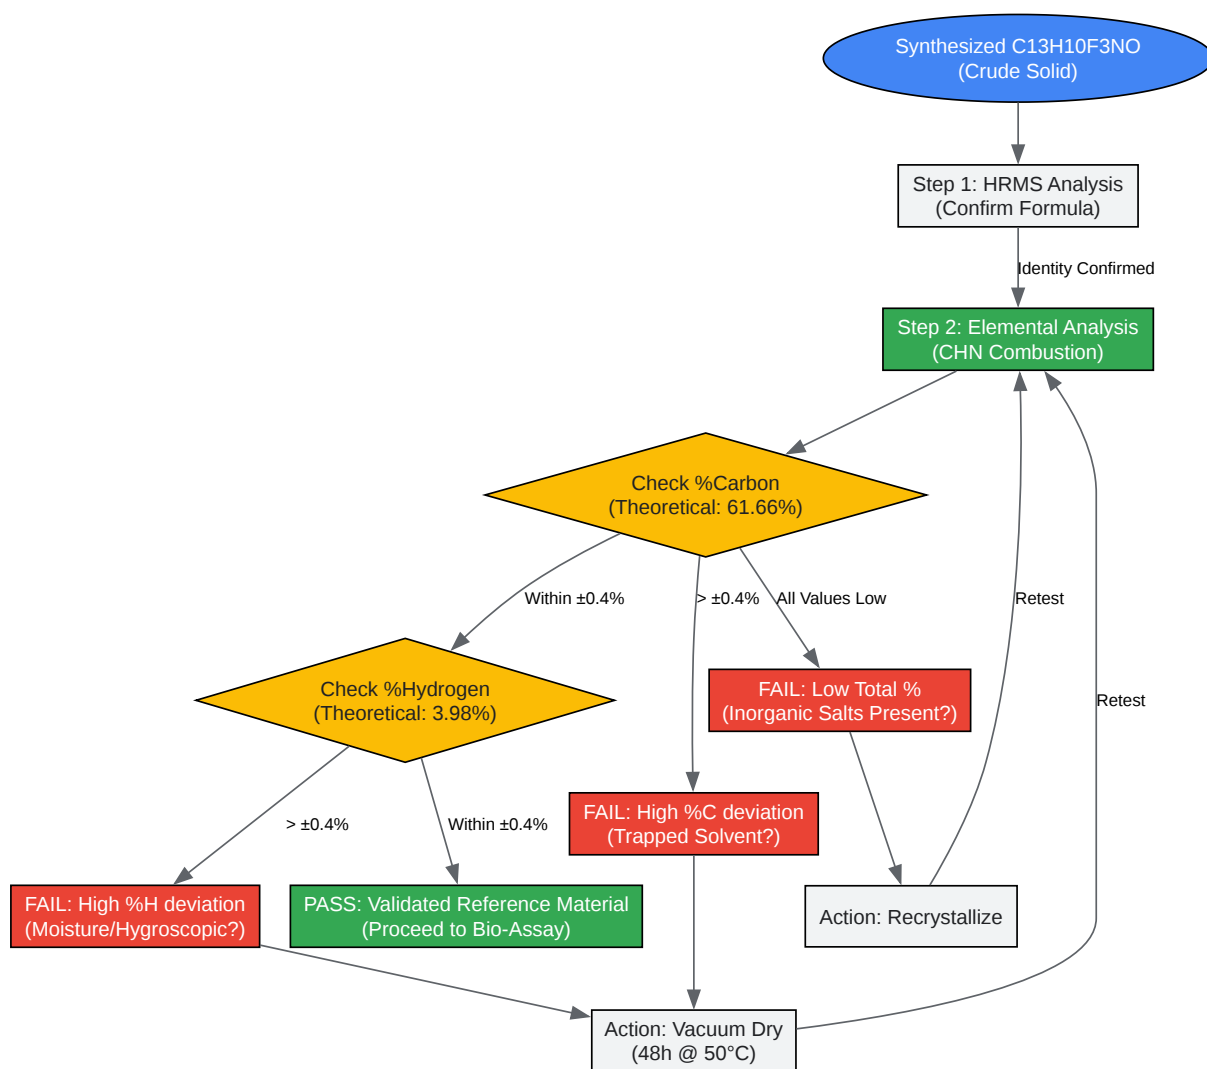 Synthesized C13H10F3NO
(Crude Solid)
Step 1: HRMS Analysis
(Confirm Formula)
Identity Confirmed
Step 2: Elemental Analysis
(CHN Combustion)
Check %Carbon
(Theoretical: 61.66%)
Within ±0.4%
> ±0.4%
All Values Low
Retest
Check %Hydrogen
(Theoretical: 3.98%)
FAIL: Low Total %
(Inorganic Salts Present?)
Retest
> ±0.4%
Within ±0.4%
FAIL: High %C deviation
(Trapped Solvent?)
FAIL: High %H deviation
(Moisture/Hygroscopic?)
PASS: Validated Reference Material
(Proceed to Bio-Assay)
Action: Recrystallize
Action: Vacuum Dry
(48h @ 50°C)